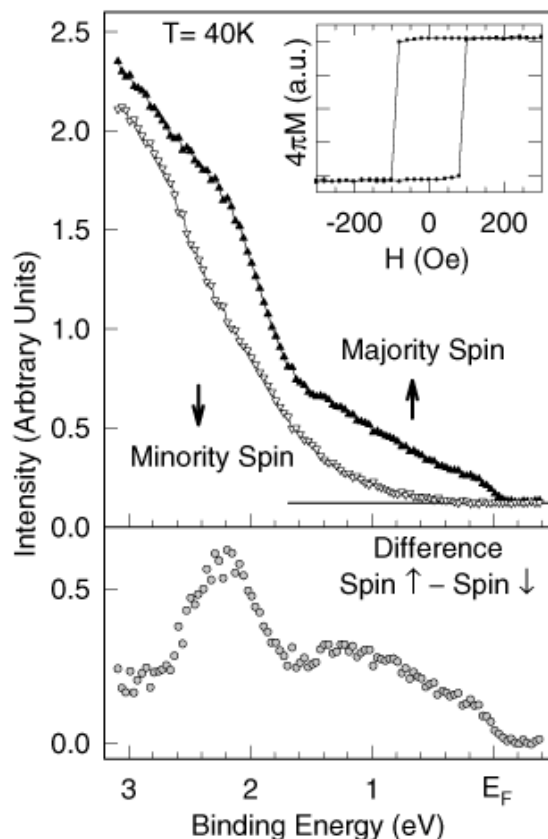 2.5
T= 40K
2.0
1.5
1.0
0.5
0.0
4πM (a.u.)
-200 0 200
H (Oe)
Majority Spin
Minority Spin
Intensity (Arbtrary Units)
Difference
Spin ↑ – Spin ↓
0.5
0.0
3 2 1 E_F
Binding Energy (eV)